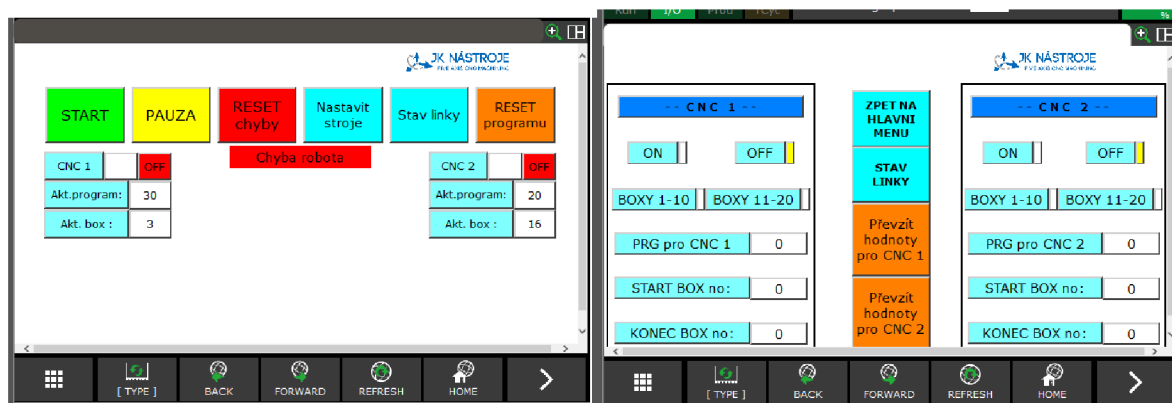 JK NÁSTROJE
START
PAUZA
RESET
chyby
Nastavit
stroje
Stav linky
RESET
programu
Chyba robota
CNC 1
OFF
CNC 2
OFF
Akt.program:
30
Akt.program:
20
Akt. box :
3
Akt. box :
16
[ TYPE ]
BACK
FORWARD
REFRESH
HOME
I/O
%
JK NÁSTROJE
-- CNC 1 --
ON
OFF
BOXY 1-10
BOXY 11-20
PRG pro CNC 1
0
START BOX no:
0
KONEC BOX no:
0
ZPET NA
HLAVNI
MENU
STAV
LINKY
Převzít
hodnoty
pro CNC 1
Převzít
hodnoty
pro CNC 2
-- CNC 2 --
ON
OFF
BOXY 1-10
BOXY 11-20
PRG pro CNC 2
0
START BOX no:
0
KONEC BOX no:
0
[ TYPE ]
BACK
FORWARD
REFRESH
HOME